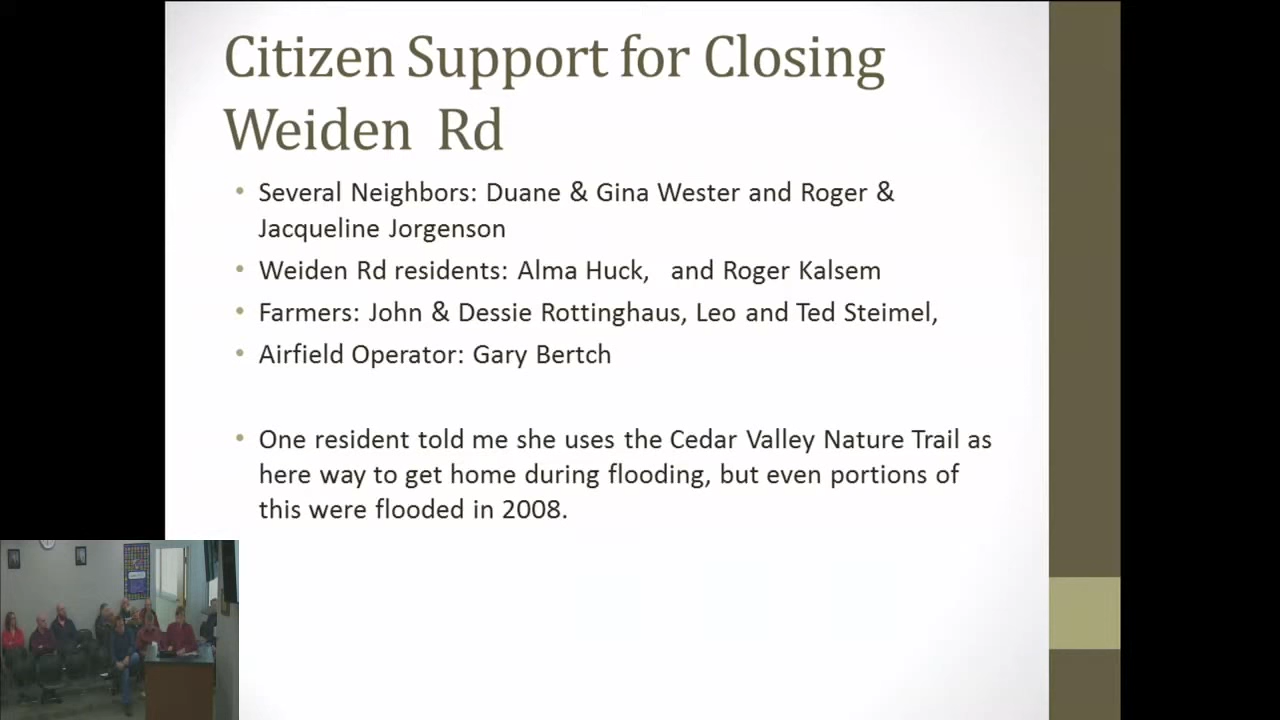 Citizen Support for Closing
Weiden Rd
• Several Neighbors: Duane & Gina Wester and Roger &
Jacqueline Jorgenson
• Weiden Rd residents: Alma Huck, and Roger Kalsem
• Farmers: John & Dessie Rottinghaus, Leo and Ted Steimel,
• Airfield Operator: Gary Bertch
• One resident told me she uses the Cedar Valley Nature Trail as
here way to get home during flooding, but even portions of
this were flooded in 2008.